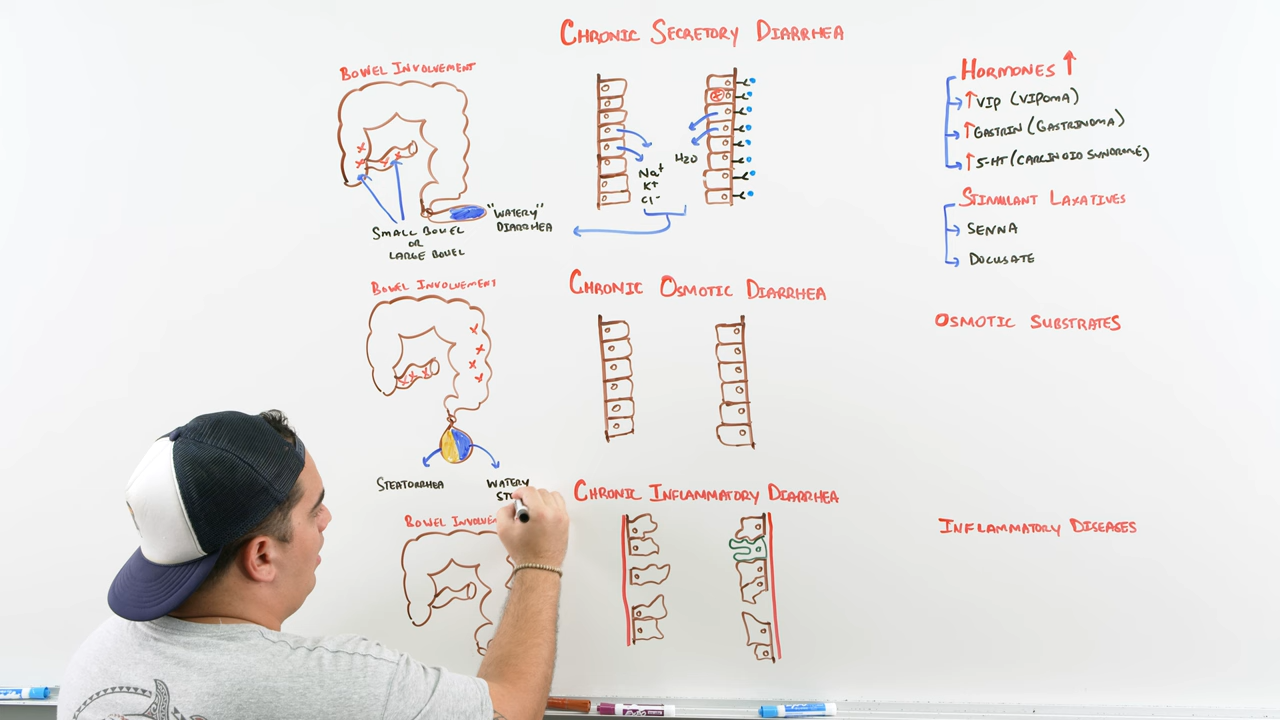 CHRONIC SECRETORY DIARRHEA
BOWEL INVOLVEMENT
Na+
K+
Cl-
H2O
"WATERY"
DIARRHEA
SMALL BOWEL
OR
LARGE BOWEL
HORMONES ↑
↑ VIP (VIPOMA)
↑ GASTRIN (GASTRINOMA)
↑ 5-HT (CARCINOID SYNDROME)
STIMULANT LAXATIVES
SENNA
DOCUSATE
CHRONIC OSMOTIC DIARRHEA
BOWEL INVOLVEMENT
STEATORRHEA
WATERY
OSMOTIC SUBSTRATES
CHRONIC INFLAMMATORY DIARRHEA
BOWEL
INFLAMMATORY DISEASES